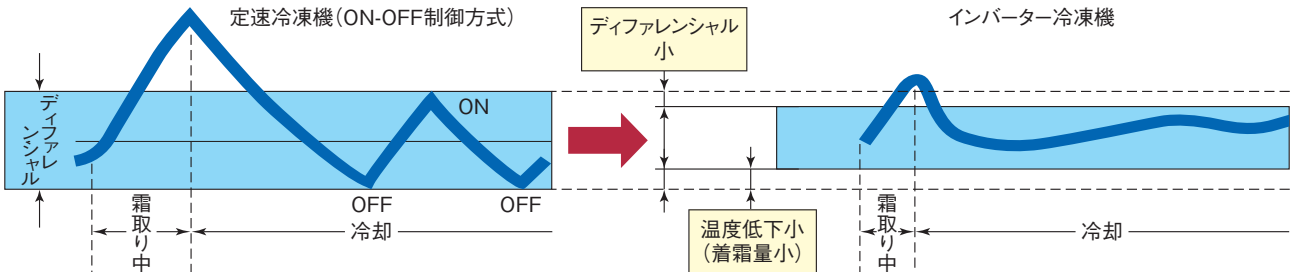 定速冷凍機(ON-OFF制御方式)
ディファレンシャル
ON
OFF
OFF
霜取り中
冷却
ディファレンシャル
小
温度低下小
(着霜量小)
インバーター冷凍機
霜取り中
冷却